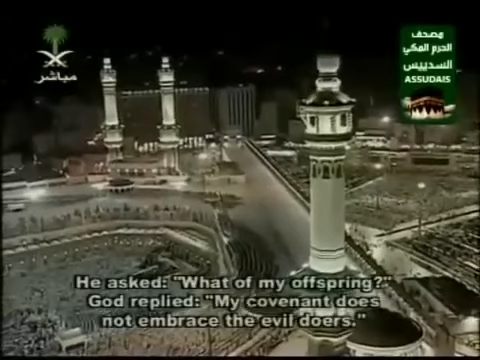 مباشر
مصحف
الحرم المكي
السديس
ASSUDAIS
He asked: "What of my offspring?"
God replied: "My covenant does
not embrace the evil doers."